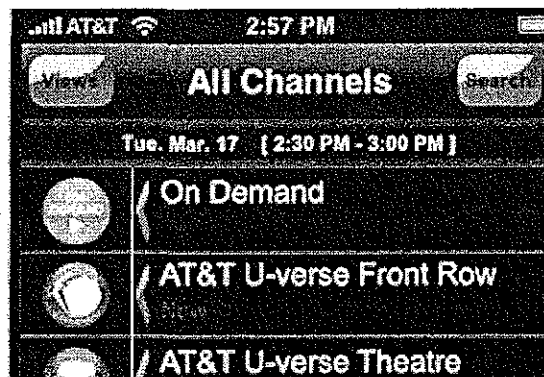 AT&T 2:57 PM
Views All Channels Search
Tue. Mar. 17 [ 2:30 PM - 3:00 PM ]
On Demand
AT&T U-verse Front Row
AT&T U-verse Theatre